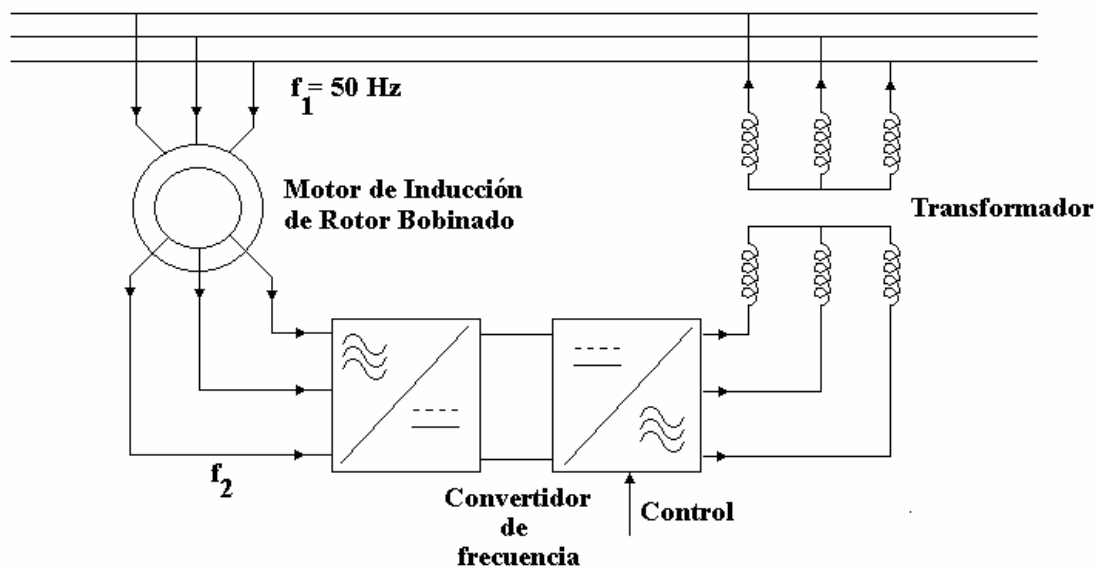 f1= 50 Hz
Motor de Inducción
de Rotor Bobinado
Transformador
f2
Convertidor
de
frecuencia
Control